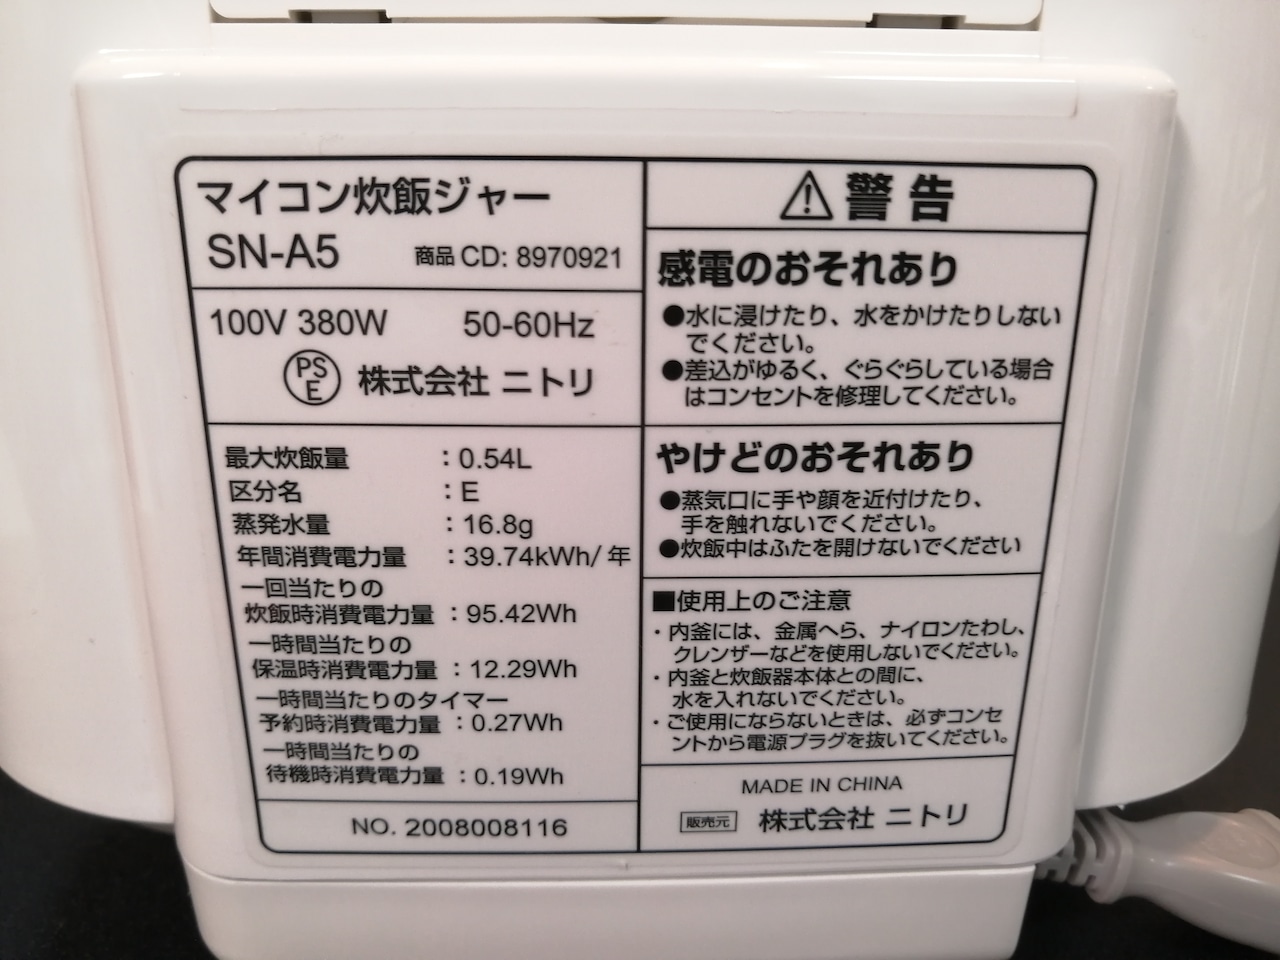 マイコン炊飯ジャー
SN-A5 商品CD: 8970921
100V 380W 50-60Hz
PS
E
株式会社 ニトリ
最大炊飯量 : 0.54L
区分名 : E
蒸発水量 : 16.8g
年間消費電力量 : 39.74kWh/年
一回当たりの
炊飯時消費電力量 : 95.42Wh
一時間当たりの
保温時消費電力量 : 12.29Wh
一時間当たりのタイマー
予約時消費電力量 : 0.27Wh
一時間当たりの
待機時消費電力量 : 0.19Wh
NO. 2008008116
警告
感電のおそれあり
●水に浸けたり、水をかけたりしない
でください。
●差込がゆるく、ぐらぐらしている場合
はコンセントを修理してください。
やけどのおそれあり
●蒸気口に手や顔を近付けたり、
手を触れないでください。
●炊飯中はふたを開けないでください
■使用上のご注意
・内釜には、金属へら、ナイロンたわし、
クレンザーなどを使用しないでください。
・内釜と炊飯器本体との間に、
水を入れないでください。
・ご使用にならないときは、必ずコンセ
ントから電源プラグを抜いてください。
MADE IN CHINA
販売元 株式会社 ニトリ